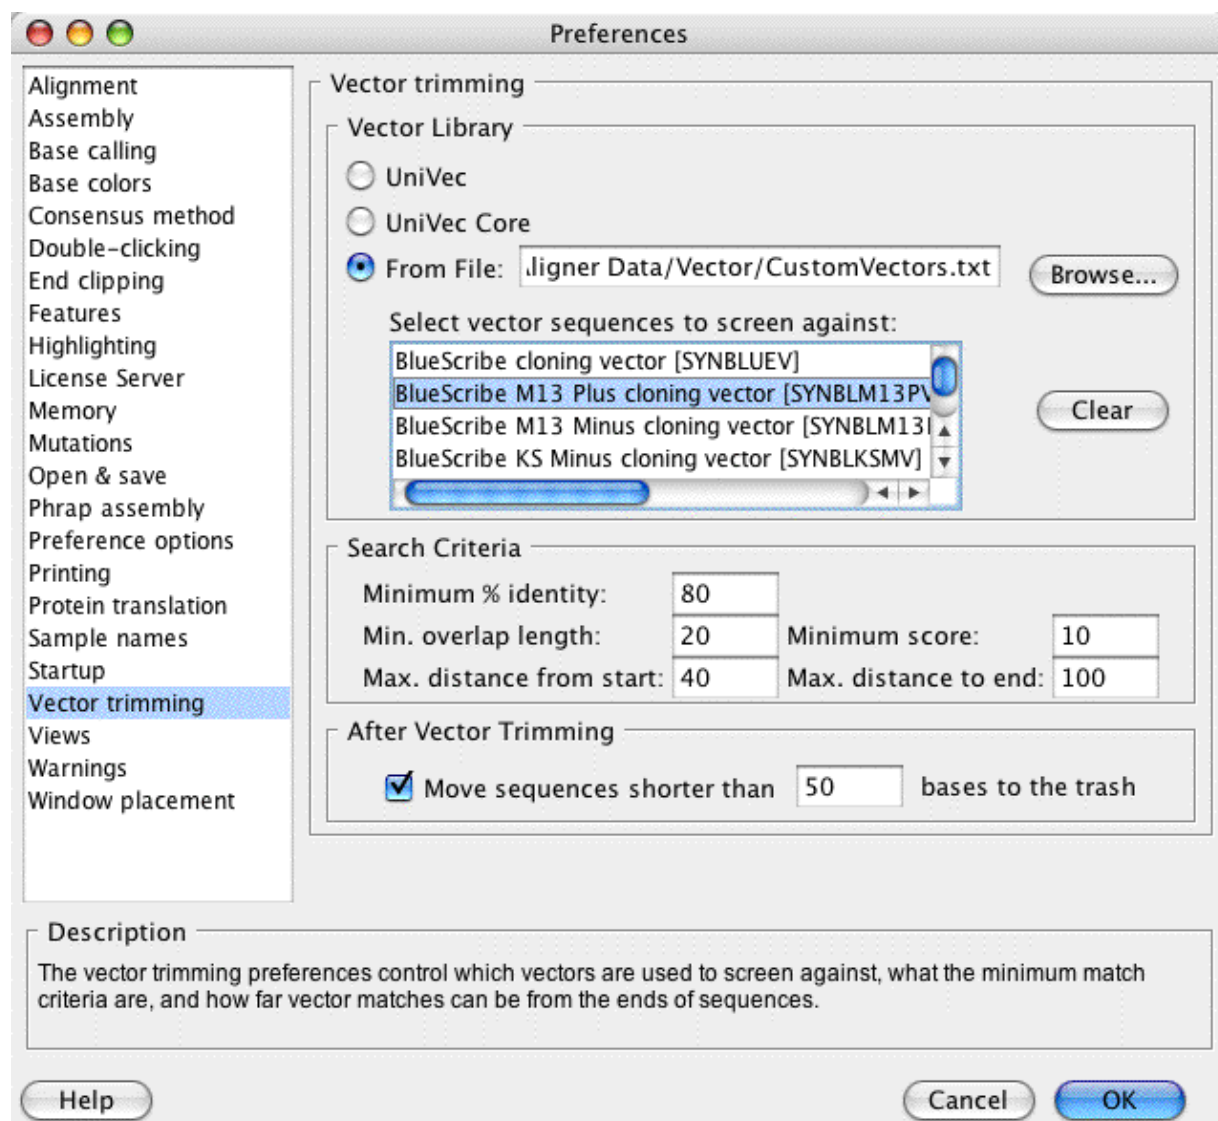 Preferences
Alignment
Assembly
Base calling
Base colors
Consensus method
Double-clicking
End clipping
Features
Highlighting
License Server
Memory
Mutations
Open & save
Phrap assembly
Preference options
Printing
Protein translation
Sample names
Startup
Vector trimming
Views
Warnings
Window placement
Vector trimming
Vector Library
UniVec
UniVec Core
From File: ligner Data/Vector/CustomVectors.txt Browse...
Select vector sequences to screen against:
BlueScribe cloning vector [SYNBLUEV]
BlueScribe M13 Plus cloning vector [SYNBLM13PV
BlueScribe M13 Minus cloning vector [SYNBLM13
BlueScribe KS Minus cloning vector [SYNBLKSMV]
Clear
Search Criteria
Minimum % identity: 80
Min. overlap length: 20 Minimum score: 10
Max. distance from start: 40 Max. distance to end: 100
After Vector Trimming
Move sequences shorter than 50 bases to the trash
Description
The vector trimming preferences control which vectors are used to screen against, what the minimum match
criteria are, and how far vector matches can be from the ends of sequences.
Help Cancel OK